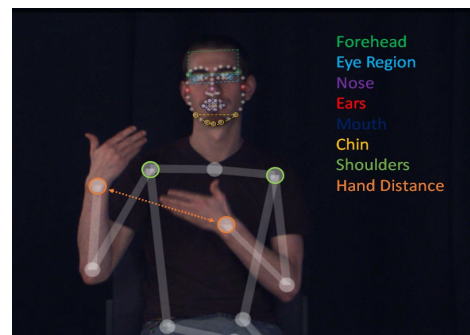 Forehead
Eye Region
Nose
Ears
Mouth
Chin
Shoulders
Hand Distance